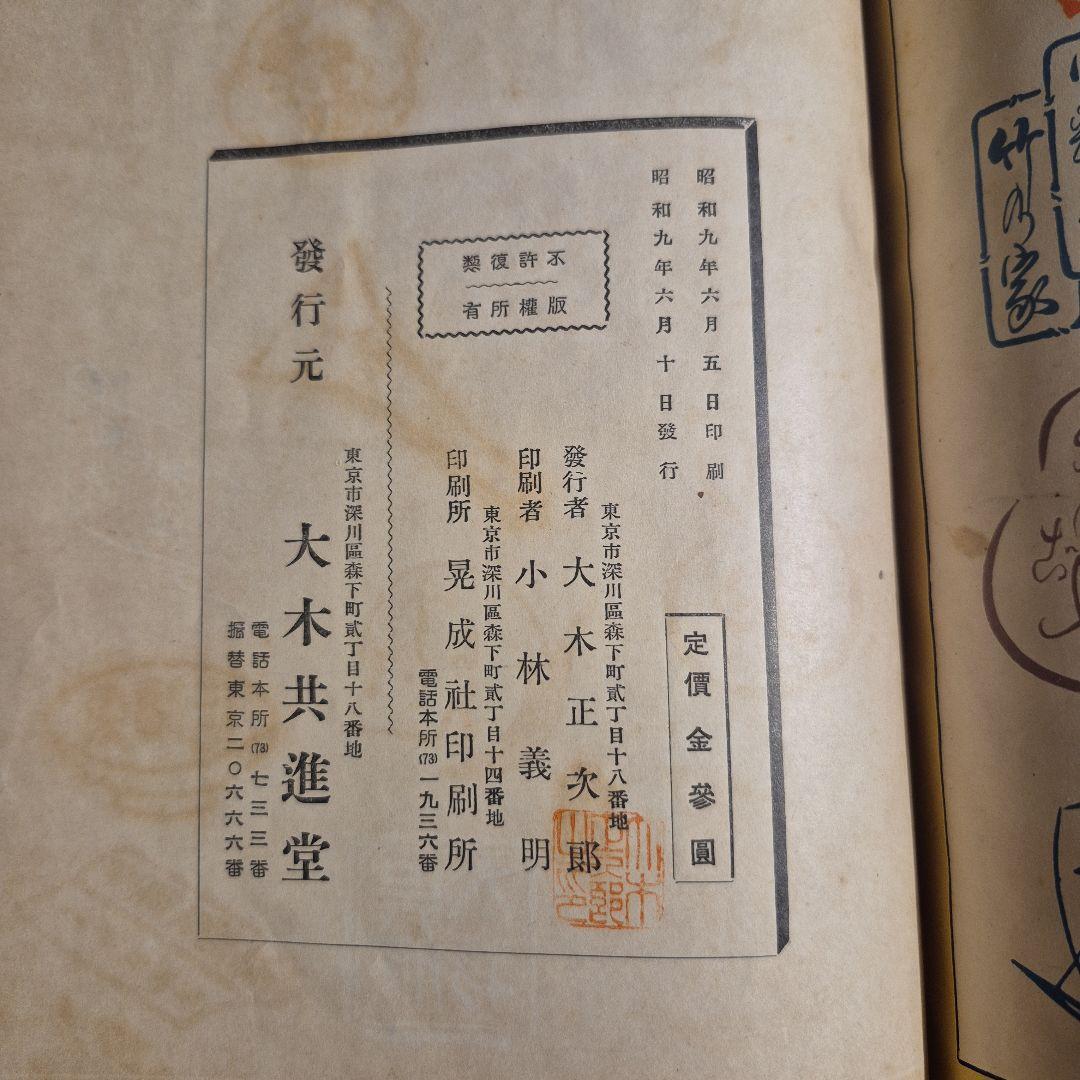 昭和九年六月五日印刷
昭和九年六月十日發行
定價金參圓
不許復製
版權所有
東京市深川區森下町貳丁目十八番地
發行者 大木正次郎
印刷者 小林義明
東京市深川區森下町貳丁目十四番地
印刷所 晃成社印刷所
電話本所(73)一九三六番
東京市深川區森下町貳丁目十八番地
發行元 大木共進堂
電話本所(73)七三三番
振替東京二〇六六六番
竹乃家